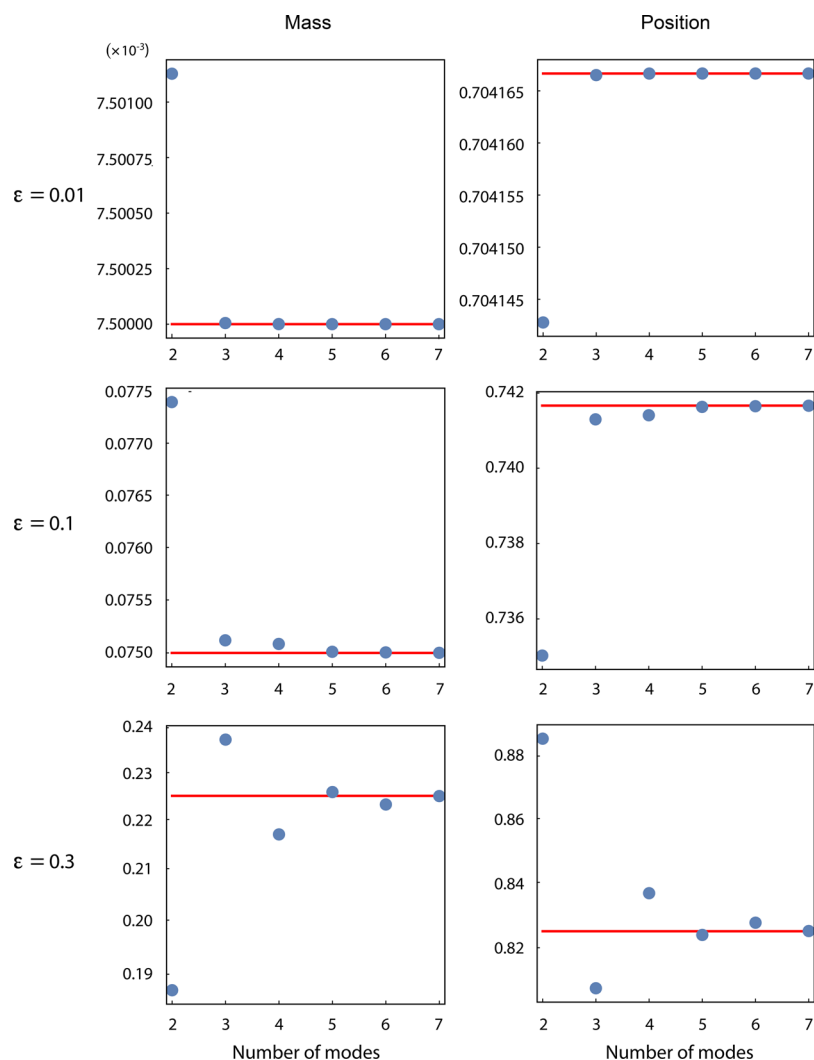 Mass Position
(×10⁻³)
ε = 0.01
7.50100
7.50075
7.50050
7.50025
7.50000
2 3 4 5 6 7
0.704165
0.704160
0.704155
0.704150
0.704145
2 3 4 5 6 7
ε = 0.1
0.0775
0.0770
0.0765
0.0760
0.0755
0.0750
2 3 4 5 6 7
0.742
0.740
0.738
0.736
2 3 4 5 6 7
ε = 0.3
0.24
0.23
0.22
0.20
0.19
2 3 4 5 6 7
Number of modes
0.88
0.86
0.84
0.82
2 3 4 5 6 7
Number of modes